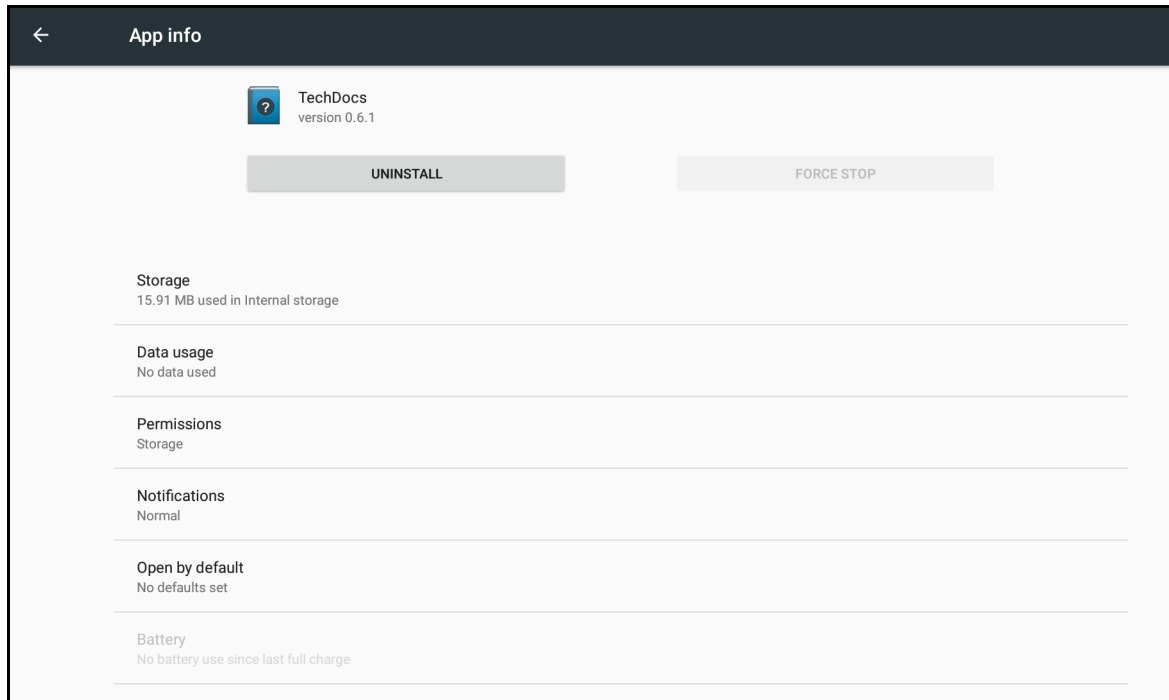 App info
TechDocs
version 0.6.1
UNINSTALL
FORCE STOP
Storage
15.91 MB used in Internal storage
Data usage
No data used
Permissions
Storage
Notifications
Normal
Open by default
No defaults set
Battery
No battery use since last full charge